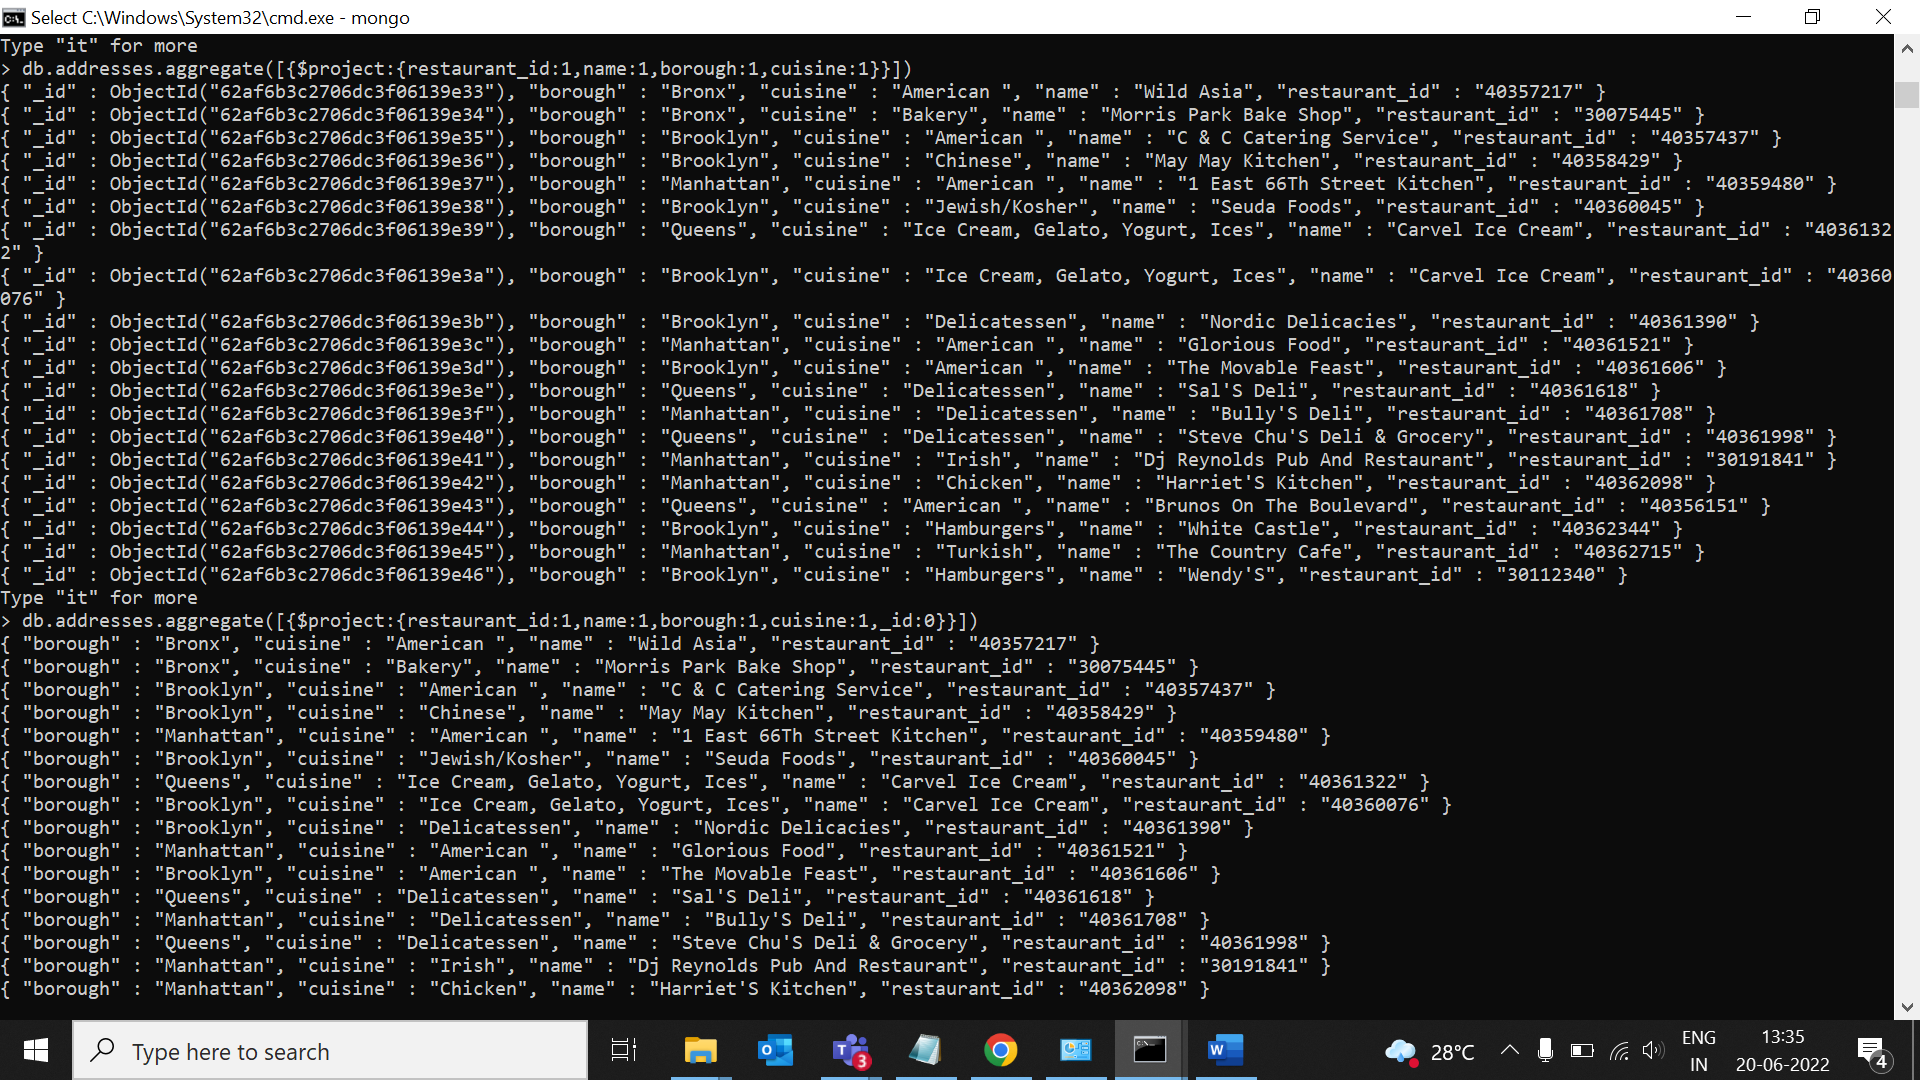 Select C:\Windows\System32\cmd.exe - mongo
Type "it" for more
> db.addresses.aggregate([{$project:{restaurant_id:1,name:1,borough:1,cuisine:1}}])
{ "_id" : ObjectId("62af6b3c2706dc3f06139e33"), "borough" : "Bronx", "cuisine" : "American ", "name" : "Wild Asia", "restaurant_id" : "40357217" }
{ "_id" : ObjectId("62af6b3c2706dc3f06139e34"), "borough" : "Bronx", "cuisine" : "Bakery", "name" : "Morris Park Bake Shop", "restaurant_id" : "30075445" }
{ "_id" : ObjectId("62af6b3c2706dc3f06139e35"), "borough" : "Brooklyn", "cuisine" : "American ", "name" : "C & C Catering Service", "restaurant_id" : "40357437" }
{ "_id" : ObjectId("62af6b3c2706dc3f06139e36"), "borough" : "Brooklyn", "cuisine" : "Chinese", "name" : "May May Kitchen", "restaurant_id" : "40358429" }
{ "_id" : ObjectId("62af6b3c2706dc3f06139e37"), "borough" : "Manhattan", "cuisine" : "American ", "name" : "1 East 66Th Street Kitchen", "restaurant_id" : "40359480" }
{ "_id" : ObjectId("62af6b3c2706dc3f06139e38"), "borough" : "Brooklyn", "cuisine" : "Jewish/Kosher", "name" : "Seuda Foods", "restaurant_id" : "40360045" }
{ "_id" : ObjectId("62af6b3c2706dc3f06139e39"), "borough" : "Queens", "cuisine" : "Ice Cream, Gelato, Yogurt, Ices", "name" : "Carvel Ice Cream", "restaurant_id" : "4036132
2" }
{ "_id" : ObjectId("62af6b3c2706dc3f06139e3a"), "borough" : "Brooklyn", "cuisine" : "Ice Cream, Gelato, Yogurt, Ices", "name" : "Carvel Ice Cream", "restaurant_id" : "40360
076" }
{ "_id" : ObjectId("62af6b3c2706dc3f06139e3b"), "borough" : "Brooklyn", "cuisine" : "Delicatessen", "name" : "Nordic Delicacies", "restaurant_id" : "40361390" }
{ "_id" : ObjectId("62af6b3c2706dc3f06139e3c"), "borough" : "Manhattan", "cuisine" : "American ", "name" : "Glorious Food", "restaurant_id" : "40361521" }
{ "_id" : ObjectId("62af6b3c2706dc3f06139e3d"), "borough" : "Brooklyn", "cuisine" : "American ", "name" : "The Movable Feast", "restaurant_id" : "40361606" }
{ "_id" : ObjectId("62af6b3c2706dc3f06139e3e"), "borough" : "Queens", "cuisine" : "Delicatessen", "name" : "Sal'S Deli", "restaurant_id" : "40361618" }
{ "_id" : ObjectId("62af6b3c2706dc3f06139e3f"), "borough" : "Manhattan", "cuisine" : "Delicatessen", "name" : "Bully'S Deli", "restaurant_id" : "40361708" }
{ "_id" : ObjectId("62af6b3c2706dc3f06139e40"), "borough" : "Queens", "cuisine" : "Delicatessen", "name" : "Steve Chu'S Deli & Grocery", "restaurant_id" : "40361998" }
{ "_id" : ObjectId("62af6b3c2706dc3f06139e41"), "borough" : "Manhattan", "cuisine" : "Irish", "name" : "Dj Reynolds Pub And Restaurant", "restaurant_id" : "30191841" }
{ "_id" : ObjectId("62af6b3c2706dc3f06139e42"), "borough" : "Manhattan", "cuisine" : "Chicken", "name" : "Harriet'S Kitchen", "restaurant_id" : "40362098" }
{ "_id" : ObjectId("62af6b3c2706dc3f06139e43"), "borough" : "Queens", "cuisine" : "American ", "name" : "Brunos On The Boulevard", "restaurant_id" : "40356151" }
{ "_id" : ObjectId("62af6b3c2706dc3f06139e44"), "borough" : "Brooklyn", "cuisine" : "Hamburgers", "name" : "White Castle", "restaurant_id" : "40362344" }
{ "_id" : ObjectId("62af6b3c2706dc3f06139e45"), "borough" : "Manhattan", "cuisine" : "Turkish", "name" : "The Country Cafe", "restaurant_id" : "40362715" }
{ "_id" : ObjectId("62af6b3c2706dc3f06139e46"), "borough" : "Brooklyn", "cuisine" : "Hamburgers", "name" : "Wendy'S", "restaurant_id" : "30112340" }
Type "it" for more
> db.addresses.aggregate([{$project:{restaurant_id:1,name:1,borough:1,cuisine:1,_id:0}}])
{ "borough" : "Bronx", "cuisine" : "American ", "name" : "Wild Asia", "restaurant_id" : "40357217" }
{ "borough" : "Bronx", "cuisine" : "Bakery", "name" : "Morris Park Bake Shop", "restaurant_id" : "30075445" }
{ "borough" : "Brooklyn", "cuisine" : "American ", "name" : "C & C Catering Service", "restaurant_id" : "40357437" }
{ "borough" : "Brooklyn", "cuisine" : "Chinese", "name" : "May May Kitchen", "restaurant_id" : "40358429" }
{ "borough" : "Manhattan", "cuisine" : "American ", "name" : "1 East 66Th Street Kitchen", "restaurant_id" : "40359480" }
{ "borough" : "Brooklyn", "cuisine" : "Jewish/Kosher", "name" : "Seuda Foods", "restaurant_id" : "40360045" }
{ "borough" : "Queens", "cuisine" : "Ice Cream, Gelato, Yogurt, Ices", "name" : "Carvel Ice Cream", "restaurant_id" : "40361322" }
{ "borough" : "Brooklyn", "cuisine" : "Ice Cream, Gelato, Yogurt, Ices", "name" : "Carvel Ice Cream", "restaurant_id" : "40360076" }
{ "borough" : "Brooklyn", "cuisine" : "Delicatessen", "name" : "Nordic Delicacies", "restaurant_id" : "40361390" }
{ "borough" : "Manhattan", "cuisine" : "American ", "name" : "Glorious Food", "restaurant_id" : "40361521" }
{ "borough" : "Brooklyn", "cuisine" : "American ", "name" : "The Movable Feast", "restaurant_id" : "40361606" }
{ "borough" : "Queens", "cuisine" : "Delicatessen", "name" : "Sal'S Deli", "restaurant_id" : "40361618" }
{ "borough" : "Manhattan", "cuisine" : "Delicatessen", "name" : "Bully'S Deli", "restaurant_id" : "40361708" }
{ "borough" : "Queens", "cuisine" : "Delicatessen", "name" : "Steve Chu'S Deli & Grocery", "restaurant_id" : "40361998" }
{ "borough" : "Manhattan", "cuisine" : "Irish", "name" : "Dj Reynolds Pub And Restaurant", "restaurant_id" : "30191841" }
{ "borough" : "Manhattan", "cuisine" : "Chicken", "name" : "Harriet'S Kitchen", "restaurant_id" : "40362098" }
Type here to search
3
28°C
ENG
IN
13:35
20-06-2022
4